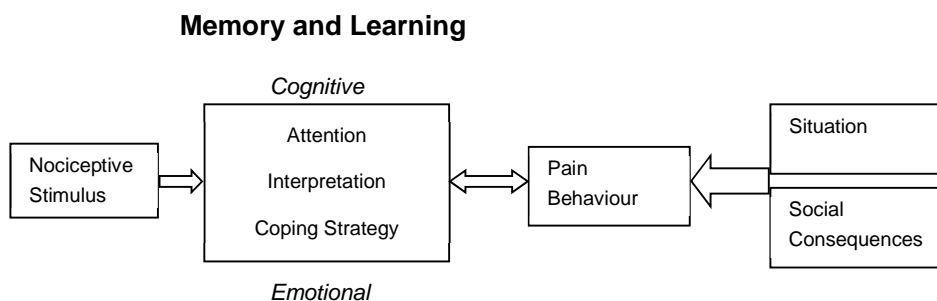 Memory and Learning
Cognitive
Attention
Interpretation
Coping Strategy
Emotional
Nociceptive
Stimulus
Pain
Behaviour
Situation
Social
Consequences